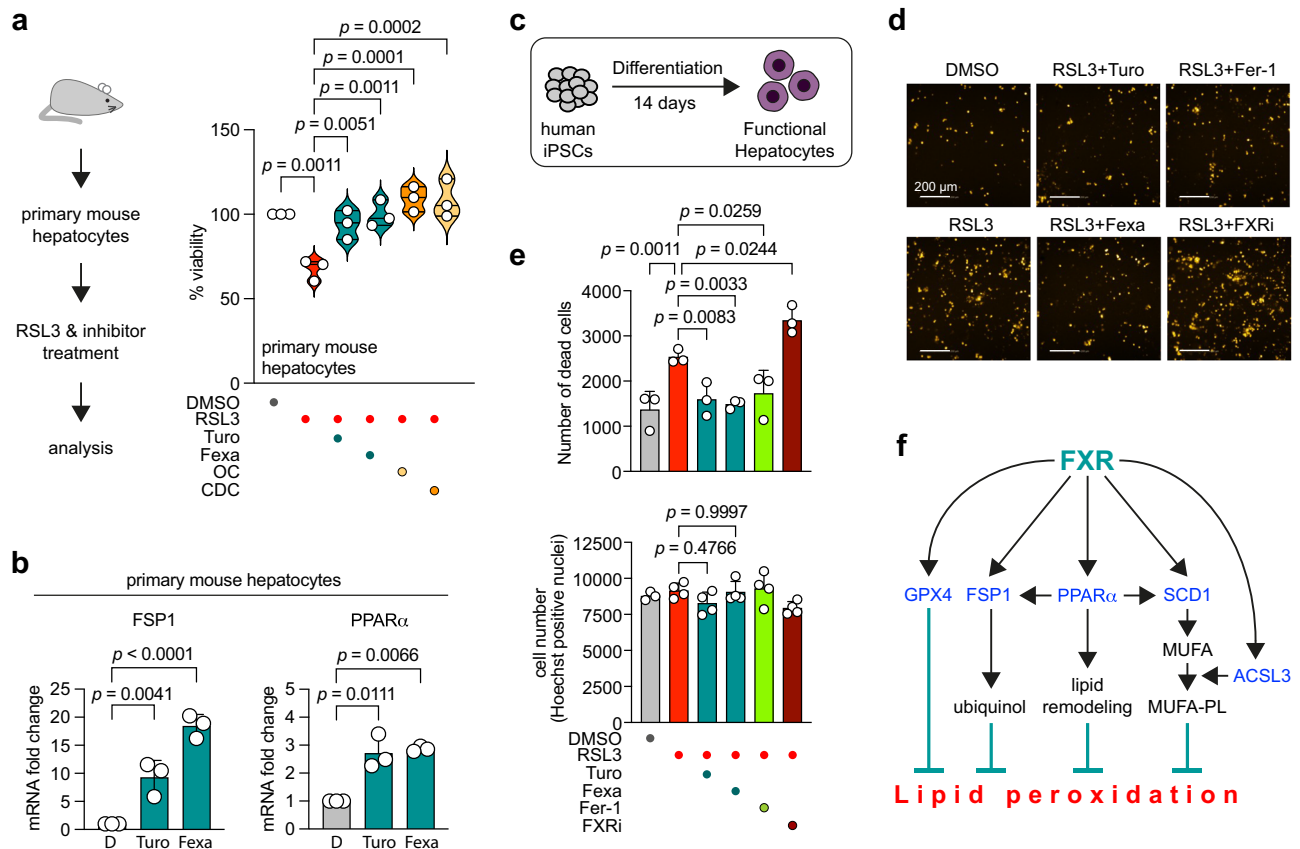 a
primary mouse
hepatocytes
RSL3 & inhibitor
treatment
analysis
p = 0.0002
p = 0.0001
p = 0.0011
p = 0.0051
p = 0.0011
% viability
150
100
50
0
primary mouse
hepatocytes
DMSO
RSL3
Turo
Fexa
OC
CDC
b
primary mouse hepatocytes
FSP1
p < 0.0001
p = 0.0041
mRNA fold change
25
20
15
10
5
0
D Turo Fexa
PPARα
p = 0.0066
p = 0.0111
mRNA fold change
5
4
3
2
1
0
D Turo Fexa
c
Differentiation
14 days
human
iPSCs
Functional
Hepatocytes
d
DMSO RSL3+Turo RSL3+Fer-1
200 µm
RSL3 RSL3+Fexa RSL3+FXRi
e
p = 0.0259
p = 0.0011
p = 0.0244
p = 0.0033
p = 0.0083
Number of dead cells
4000
3000
2000
1000
0
p = 0.9997
p = 0.4766
cell number
(Hoechst positive nuclei)
12500
10000
7500
5000
2500
0
DMSO
RSL3
Turo
Fexa
Fer-1
FXRi
f
FXR
GPX4 FSP1 PPARα SCD1
MUFA
ACSL3
ubiquinol
lipid
remodeling
MUFA-PL
Lipid peroxidation